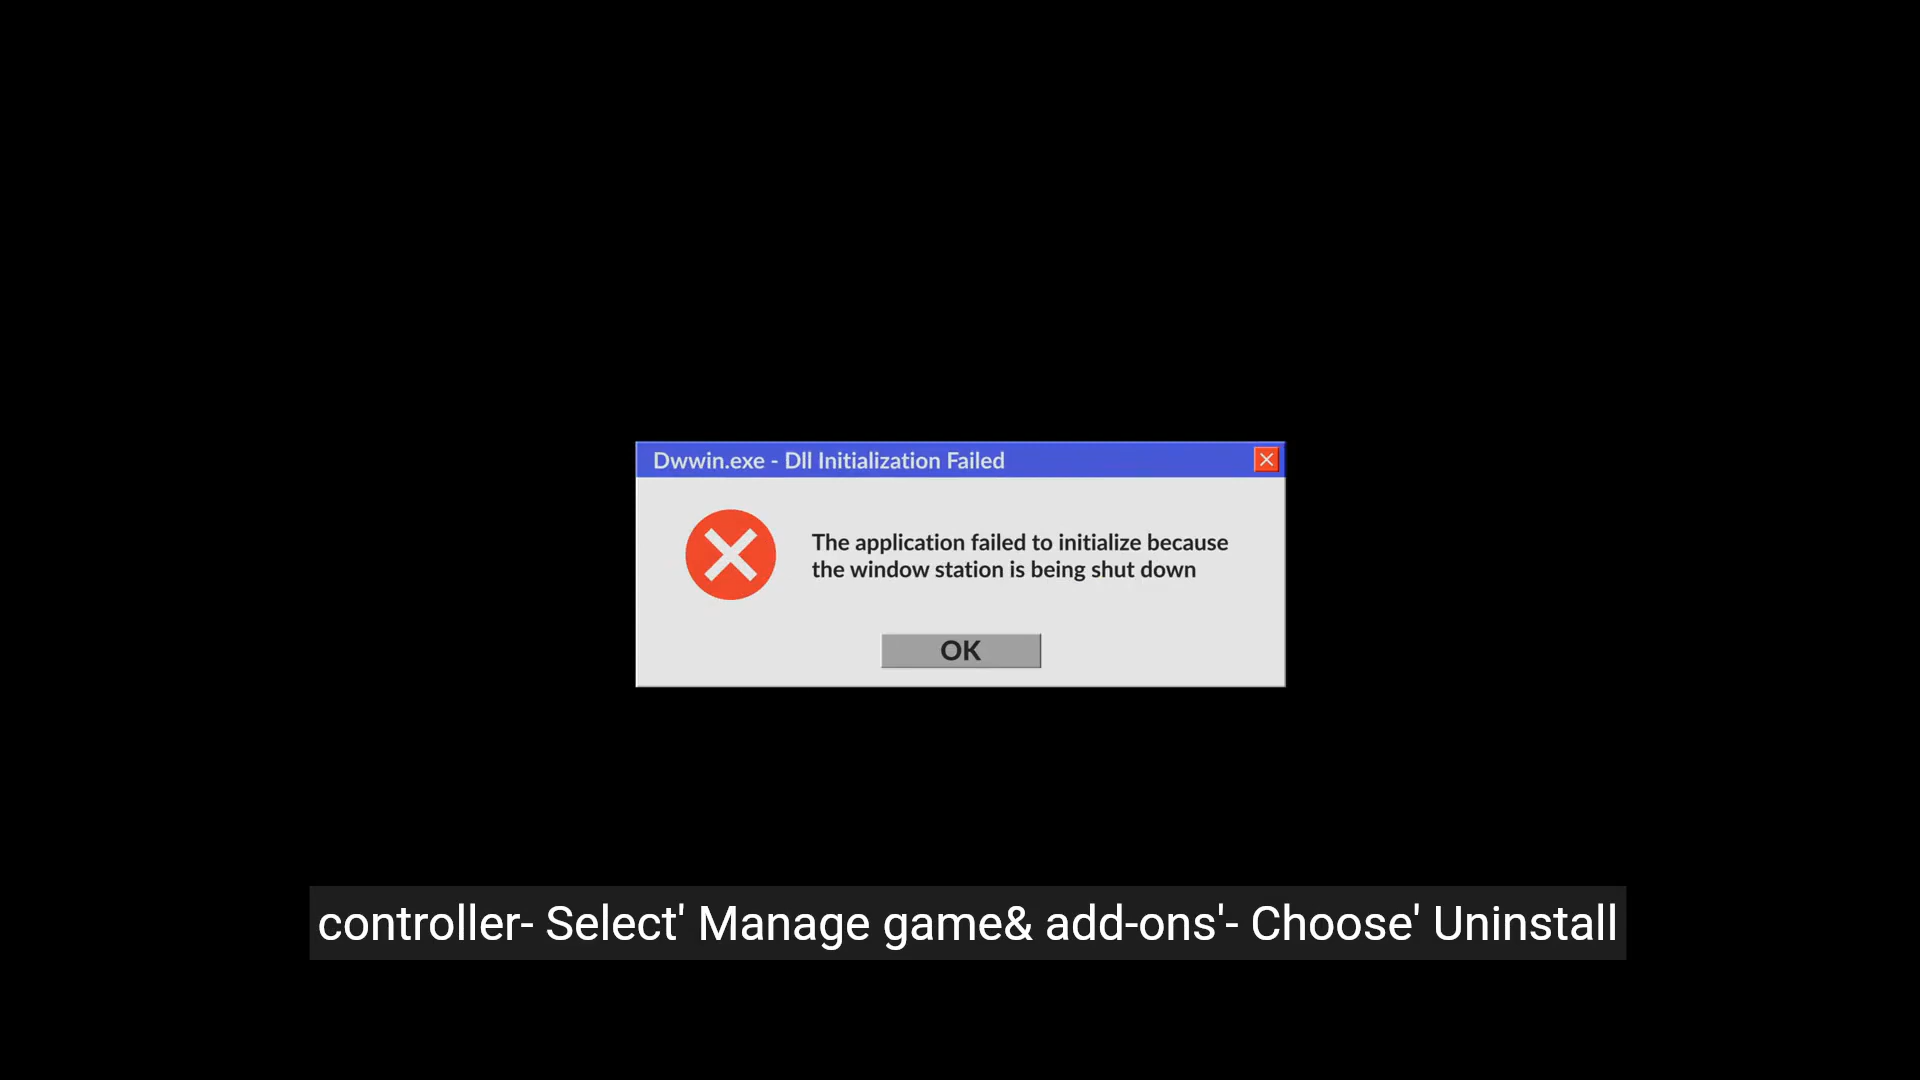 Dwwin.exe - Dll Initialization Failed
The application failed to initialize because
the window station is being shut down
OK
controller- Select' Manage game& add-ons'- Choose' Uninstall